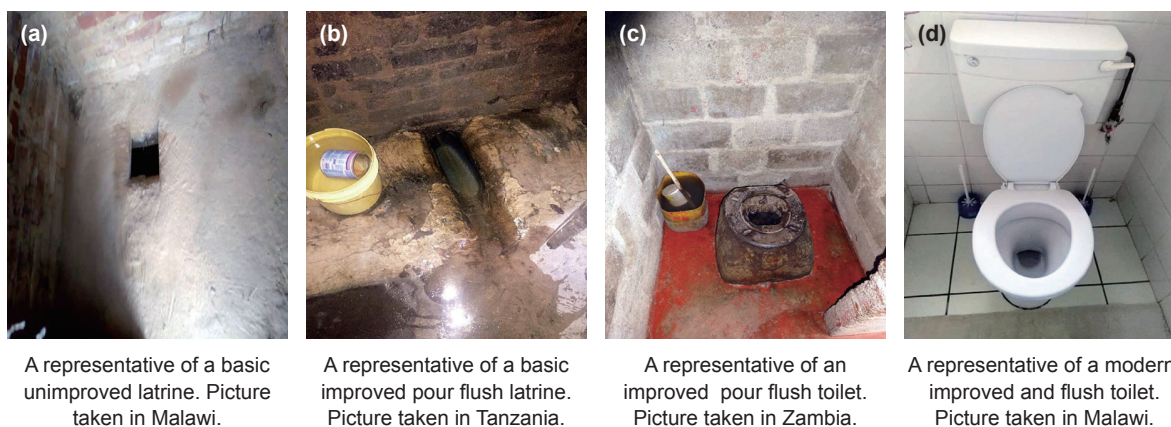 (a)
(b)
(c)
(d)
A representative of a basic
unimproved latrine. Picture
taken in Malawi.
A representative of a basic
improved pour flush latrine.
Picture taken in Tanzania.
A representative of an
improved pour flush toilet.
Picture taken in Zambia.
A representative of a modern
improved and flush toilet.
Picture taken in Malawi.